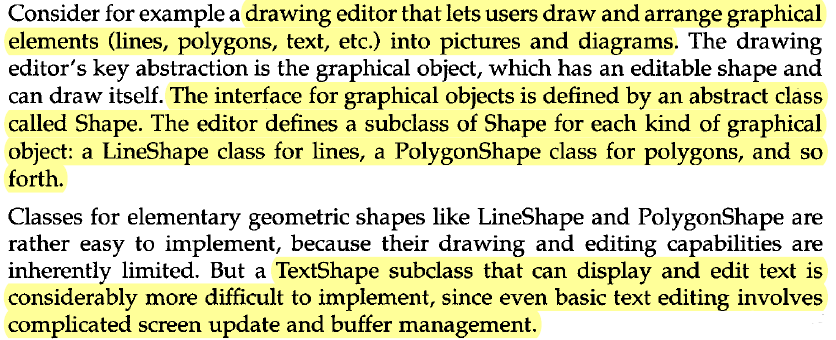 Consider for example a drawing editor that lets users draw and arrange graphical
elements (lines, polygons, text, etc.) into pictures and diagrams. The drawing
editor's key abstraction is the graphical object, which has an editable shape and
can draw itself. The interface for graphical objects is defined by an abstract class
called Shape. The editor defines a subclass of Shape for each kind of graphical
object: a LineShape class for lines, a PolygonShape class for polygons, and so
forth.
Classes for elementary geometric shapes like LineShape and PolygonShape are
rather easy to implement, because their drawing and editing capabilities are
inherently limited. But a TextShape subclass that can display and edit text is
considerably more difficult to implement, since even basic text editing involves
complicated screen update and buffer management.